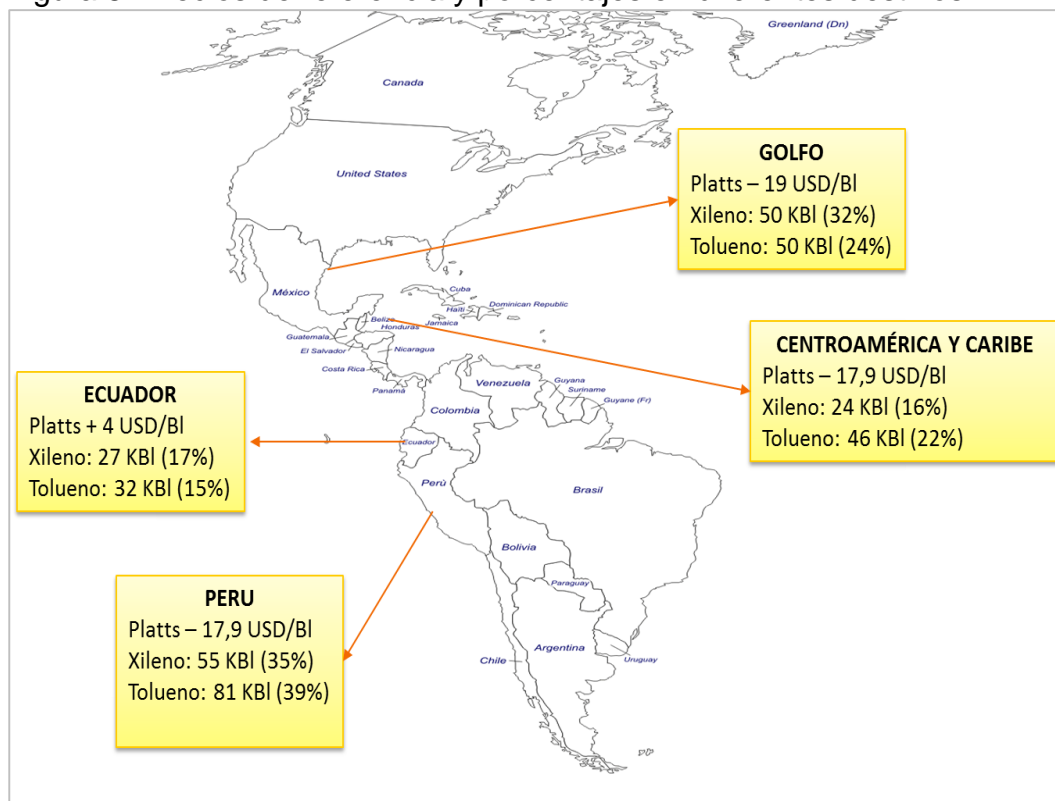 Greenland (Dn)
Canada
United States
GOLFO
Platts – 19 USD/Bl
Xileno: 50 KBl (32%)
Tolueno: 50 KBl (24%)
México
Cuba
Haiti
Dominican Republic
Jamaica
Belize
Honduras
Guatemala
El Salvador
Nicaragua
Costa Rica
Panamá
CENTROAMÉRICA Y CARIBE
Platts – 17,9 USD/Bl
Xileno: 24 KBl (16%)
Tolueno: 46 KBl (22%)
Venezuela
Guyana
Suriname
Guyane (Fr)
Colombia
ECUADOR
Platts + 4 USD/Bl
Xileno: 27 KBl (17%)
Tolueno: 32 KBl (15%)
Ecuador
Perù
Brasil
Bolivia
Paraguay
PERU
Platts – 17,9 USD/Bl
Xileno: 55 KBl (35%)
Tolueno: 81 KBl (39%)
Chile
Argentina
Uruguay